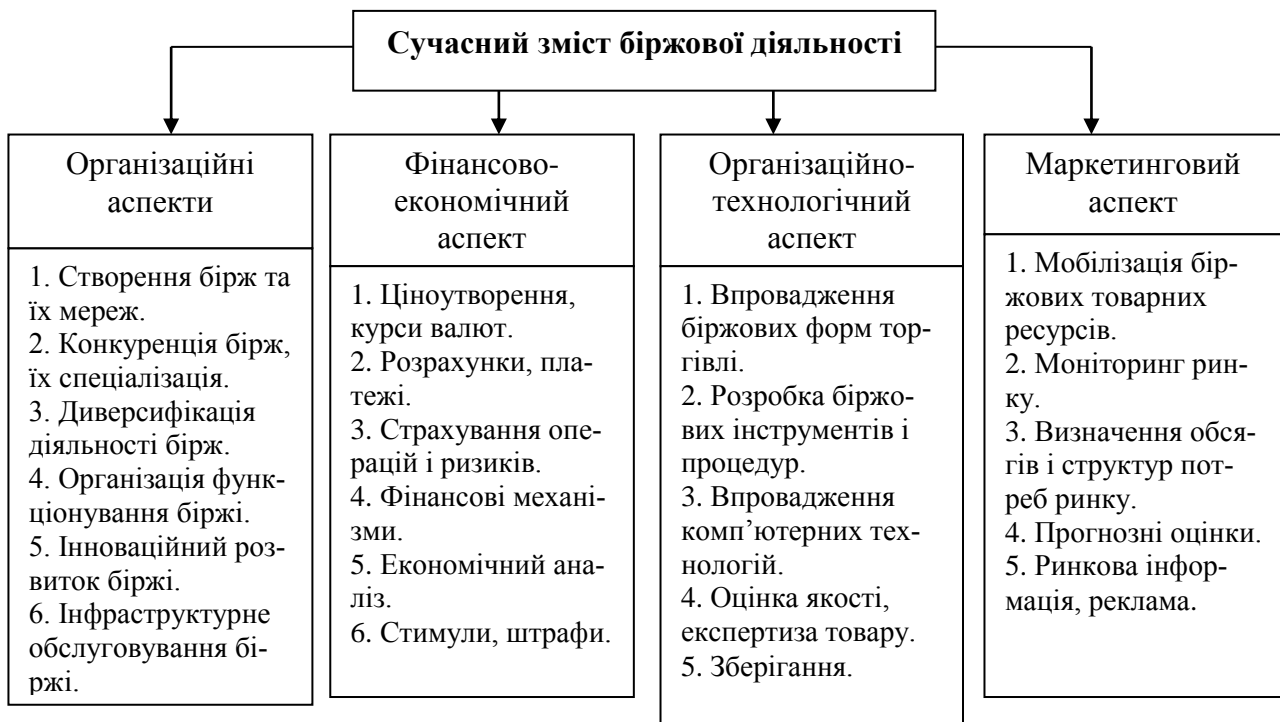 Сучасний зміст біржової діяльності
Організаційні
аспекти
1. Створення бірж та
їх мереж.
2. Конкуренція бірж,
їх спеціалізація.
3. Диверсифікація
діяльності бірж.
4. Організація функ-
ціонування біржі.
5. Інноваційний роз-
виток біржі.
6. Інфраструктурне
обслуговування бі-
ржі.
Фінансово-
економічний
аспект
1. Ціноутворення,
курси валют.
2. Розрахунки, пла-
тежі.
3. Страхування опе-
рацій і ризиків.
4. Фінансові механі-
зми.
5. Економічний ана-
ліз.
6. Стимули, штрафи.
Організаційно-
технологічний
аспект
1. Впровадження
біржових форм тор-
гівлі.
2. Розробка біржо-
вих інструментів і
процедур.
3. Впровадження
комп’ютерних тех-
нологій.
4. Оцінка якості,
експертиза товару.
5. Зберігання.
Маркетинговий
аспект
1. Мобілізація бір-
жових товарних
ресурсів.
2. Моніторинг рин-
ку.
3. Визначення обся-
гів і структур пот-
реб ринку.
4. Прогнозні оцінки.
5. Ринкова інфор-
мація, реклама.